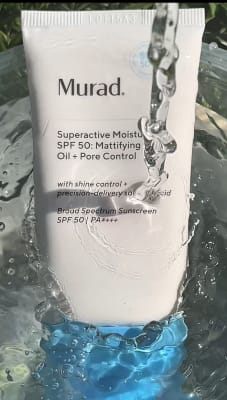 Murad.
Superactive Moistu
SPF 50: Mattifying
Oil + Pore Control
with shine control +
precision-delivery sal acid
Broad Spectrum Sunscreen
SPF 50 | PA++++